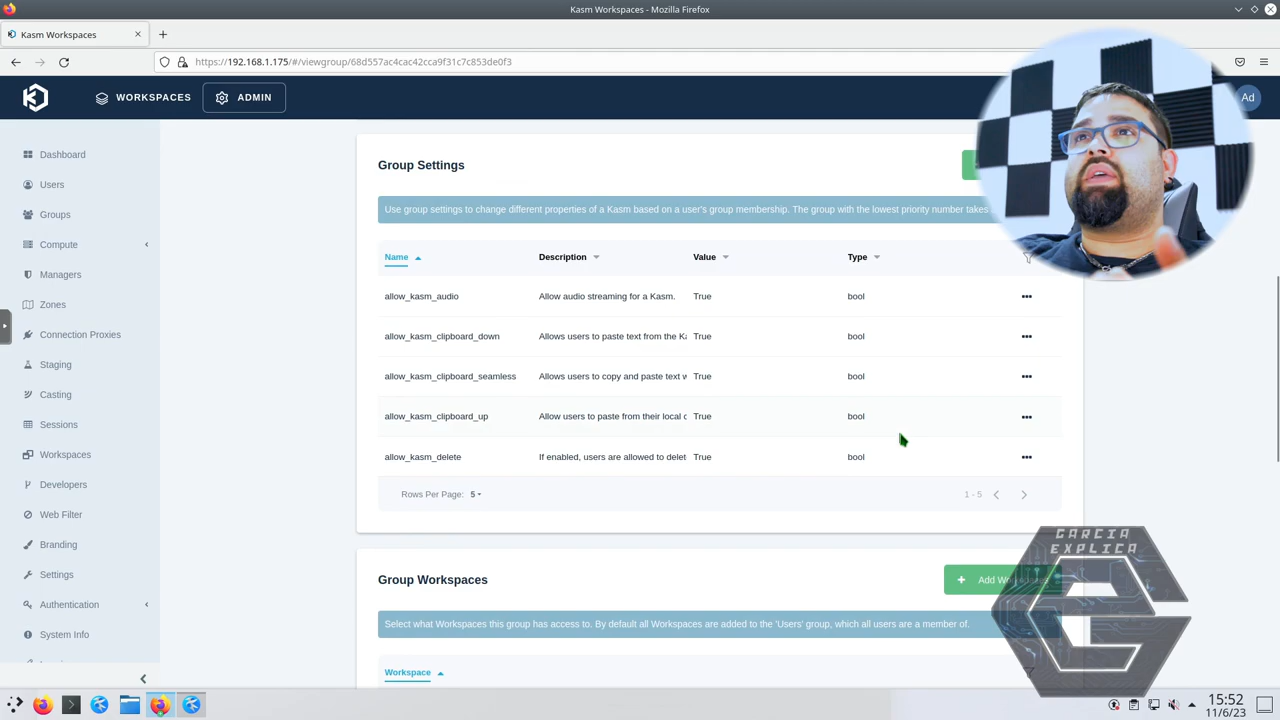 Kasm Workspaces - Mozilla Firefox
Kasm Workspaces
https://192.168.1.175/#/viewgroup/68d557ac4cac42cca9f31c7c853de0f3
WORKSPACES
ADMIN
Ad
Dashboard
Users
Groups
Compute
Managers
Zones
Connection Proxies
Staging
Casting
Sessions
Workspaces
Developers
Web Filter
Branding
Settings
Authentication
System Info
Group Settings
Use group settings to change different properties of a Kasm based on a user's group membership. The group with the lowest priority number takes
Name Description Value Type
allow_kasm_audio Allow audio streaming for a Kasm. True bool
allow_kasm_clipboard_down Allows users to paste text from the Ka True bool
allow_kasm_clipboard_seamless Allows users to copy and paste text w True bool
allow_kasm_clipboard_up Allow users to paste from their local c True bool
allow_kasm_delete If enabled, users are allowed to delet True bool
Rows Per Page: 5 1 - 5
Group Workspaces
Add Workspaces
Select what Workspaces this group has access to. By default all Workspaces are added to the 'Users' group, which all users are a member of.
Workspace
GARCIA
EXPLICA
15:52
11/6/23